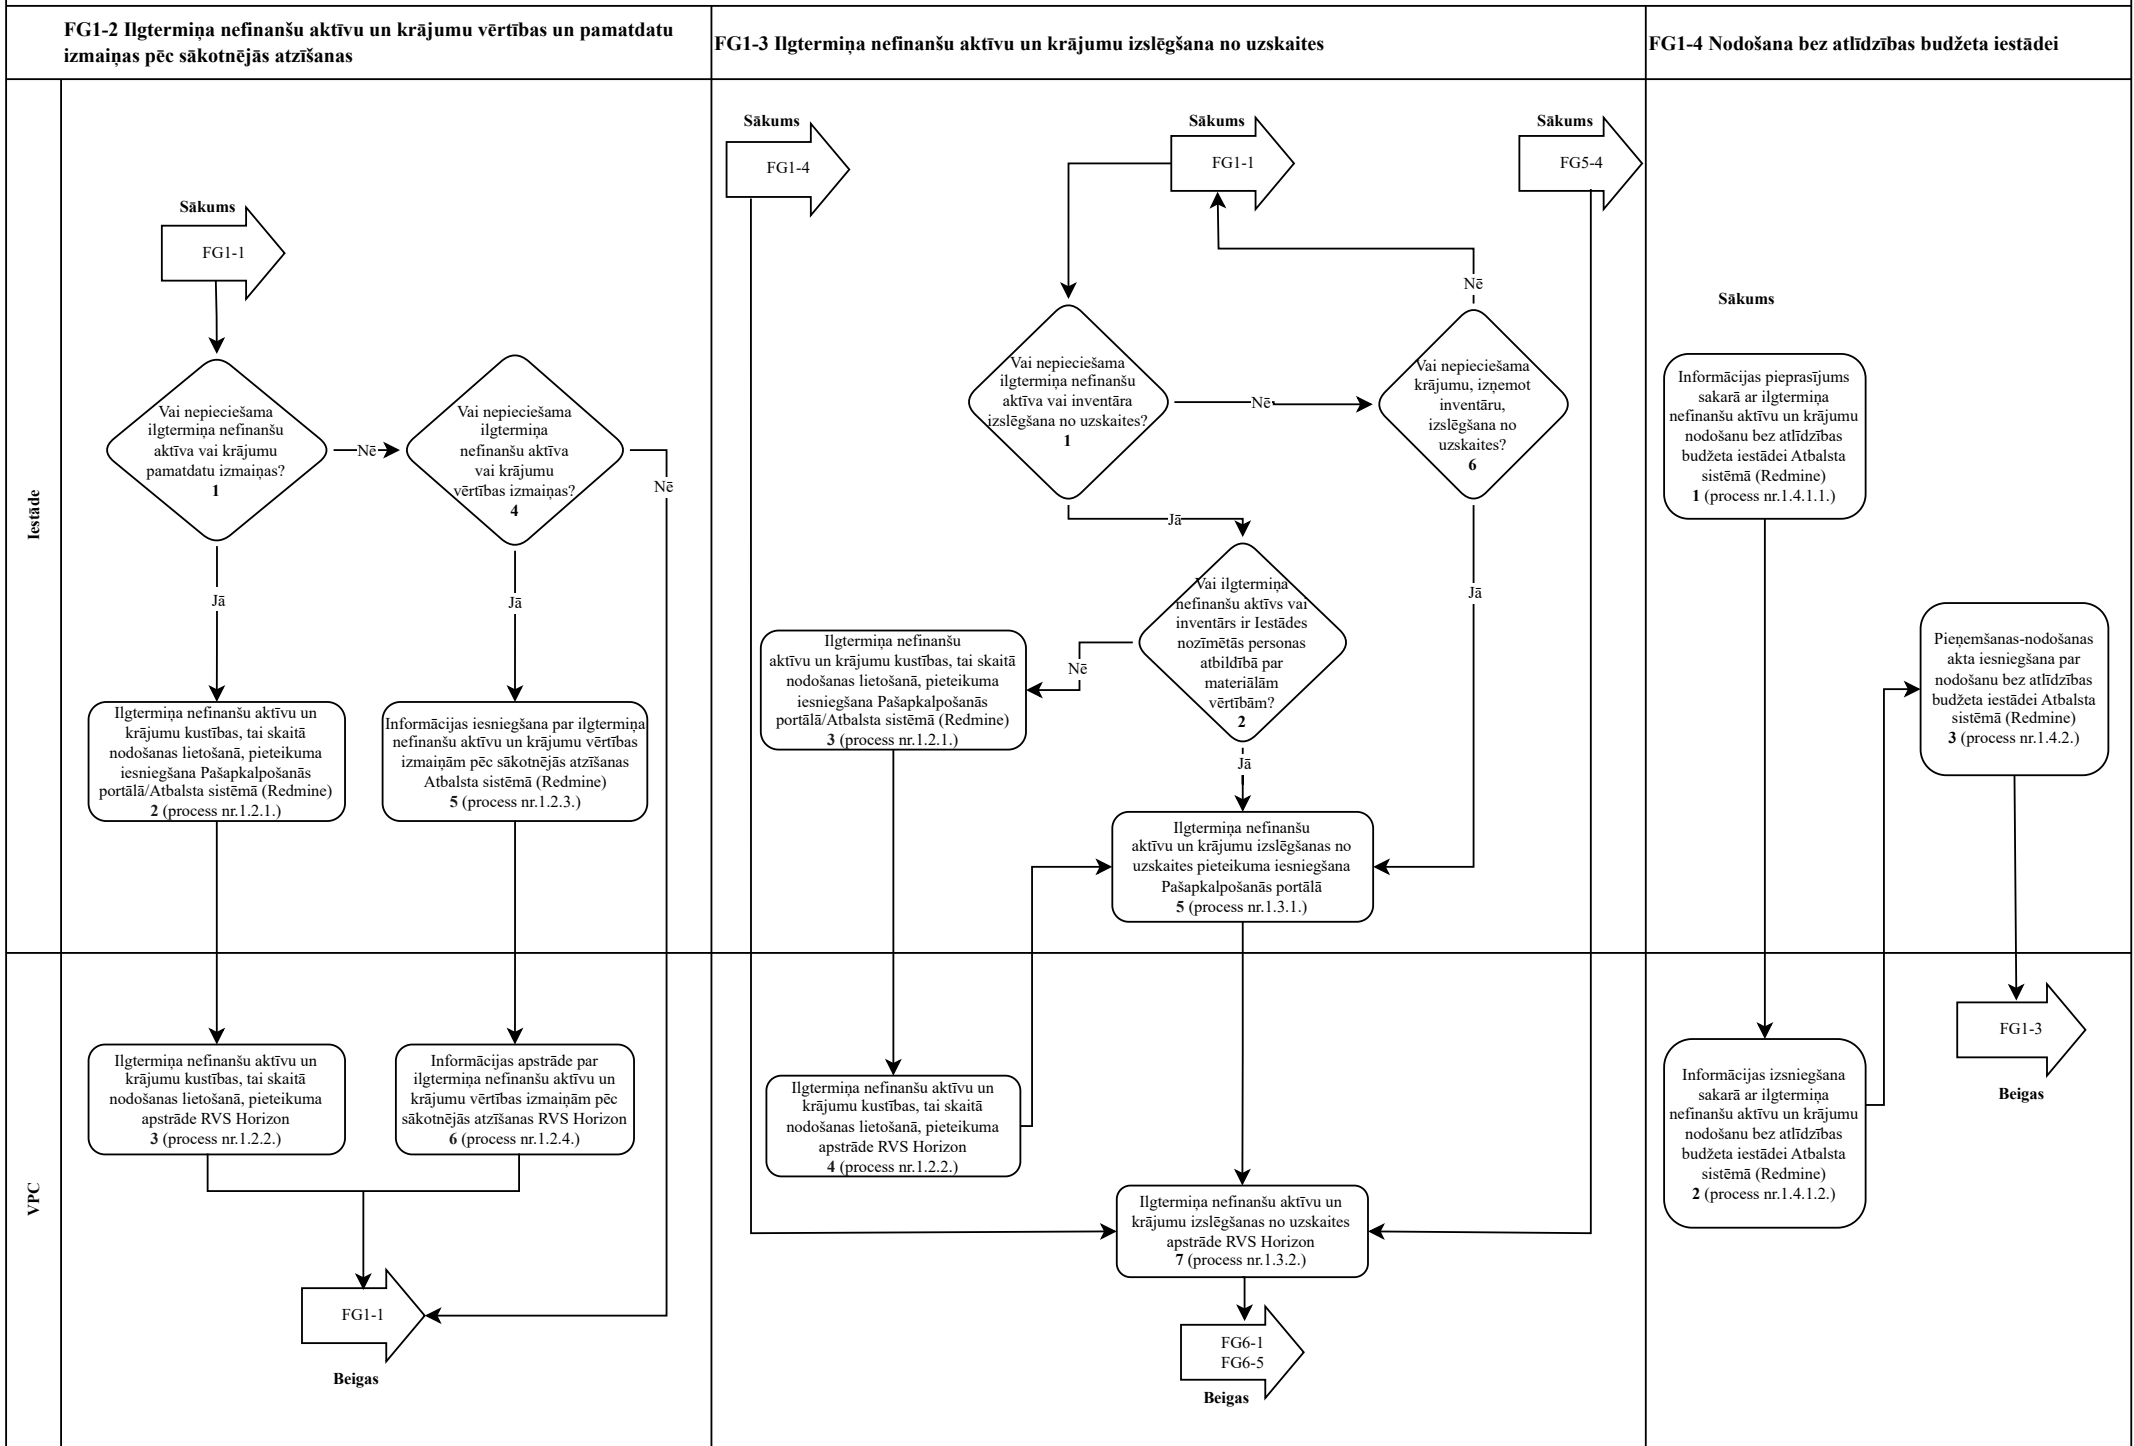 FG1-2 Ilgtermiņa nefinanšu aktīvu un krājumu vērtības un pamatdatu
izmaiņas pēc sākotnējās atzīšanas
FG1-3 Ilgtermiņa nefinanšu aktīvu un krājumu izslēgšana no uzskaites
FG1-4 Nodošana bez atlīdzības budžeta iestādei
Iestāde
Sākums
FG1-1
Vai nepieciešama
ilgtermiņa nefinanšu
aktīva vai krājumu
pamatdatu izmaiņas?
1
Nē
Vai nepieciešama
ilgtermiņa
nefinanšu aktīva
vai krājumu
vērtības izmaiņas?
4
Nē
Jā
Jā
Ilgtermiņa nefinanšu aktīvu un
krājumu kustības, tai skaitā
nodošanas lietošanā, pieteikuma
iesniegšana Pašapkalpošanās
portālā/Atbalsta sistēmā (Redmine)
2 (process nr.1.2.1.)
Informācijas iesniegšana par ilgtermiņa
nefinanšu aktīvu un krājumu vērtības
izmaiņām pēc sākotnējās atzīšanas
Atbalsta sistēmā (Redmine)
5 (process nr.1.2.3.)
Sākums
FG1-4
Sākums
FG1-1
Sākums
FG5-4
Vai nepieciešama
ilgtermiņa nefinanšu
aktīva vai inventāra
izslēgšana no uzskaites?
1
Nē
Nē
Vai nepieciešama
krājumu, izņemot
inventāru,
izslēgšana no
uzskaites?
6
Jā
Jā
Vai ilgtermiņa
nefinanšu aktīvs vai
inventārs ir Iestādes
nozīmētās personas
atbildībā par
materiālām
vērtībām?
2
Nē
Jā
Ilgtermiņa nefinanšu
aktīvu un krājumu kustības, tai skaitā
nodošanas lietošanā, pieteikuma
iesniegšana Pašapkalpošanās
portālā/Atbalsta sistēmā (Redmine)
3 (process nr.1.2.1.)
Ilgtermiņa nefinanšu
aktīvu un krājumu izslēgšanas no
uzskaites pieteikuma iesniegšana
Pašapkalpošanās portālā
5 (process nr.1.3.1.)
Sākums
Informācijas pieprasījums
sakarā ar ilgtermiņa
nefinanšu aktīvu un krājumu
nodošanu bez atlīdzības
budžeta iestādei Atbalsta
sistēmā (Redmine)
1 (process nr.1.4.1.1.)
Pieņemšanas-nodošanas
akta iesniegšana par
nodošanu bez atlīdzības
budžeta iestādei Atbalsta
sistēmā (Redmine)
3 (process nr.1.4.2.)
VPC
Ilgtermiņa nefinanšu aktīvu un
krājumu kustības, tai skaitā
nodošanas lietošanā, pieteikuma
apstrāde RVS Horizon
3 (process nr.1.2.2.)
Informācijas apstrāde par
ilgtermiņa nefinanšu aktīvu un
krājumu vērtības izmaiņām pēc
sākotnējās atzīšanas RVS Horizon
6 (process nr.1.2.4.)
FG1-1
Beigas
Ilgtermiņa nefinanšu aktīvu un
krājumu kustības, tai skaitā
nodošanas lietošanā, pieteikuma
apstrāde RVS Horizon
4 (process nr.1.2.2.)
Ilgtermiņa nefinanšu aktīvu un
krājumu izslēgšanas no uzskaites
apstrāde RVS Horizon
7 (process nr.1.3.2.)
FG6-1
FG6-5
Beigas
Informācijas izsniegšana
sakarā ar ilgtermiņa
nefinanšu aktīvu un krājumu
nodošanu bez atlīdzības
budžeta iestādei Atbalsta
sistēmā (Redmine)
2 (process nr.1.4.1.2.)
FG1-3
Beigas